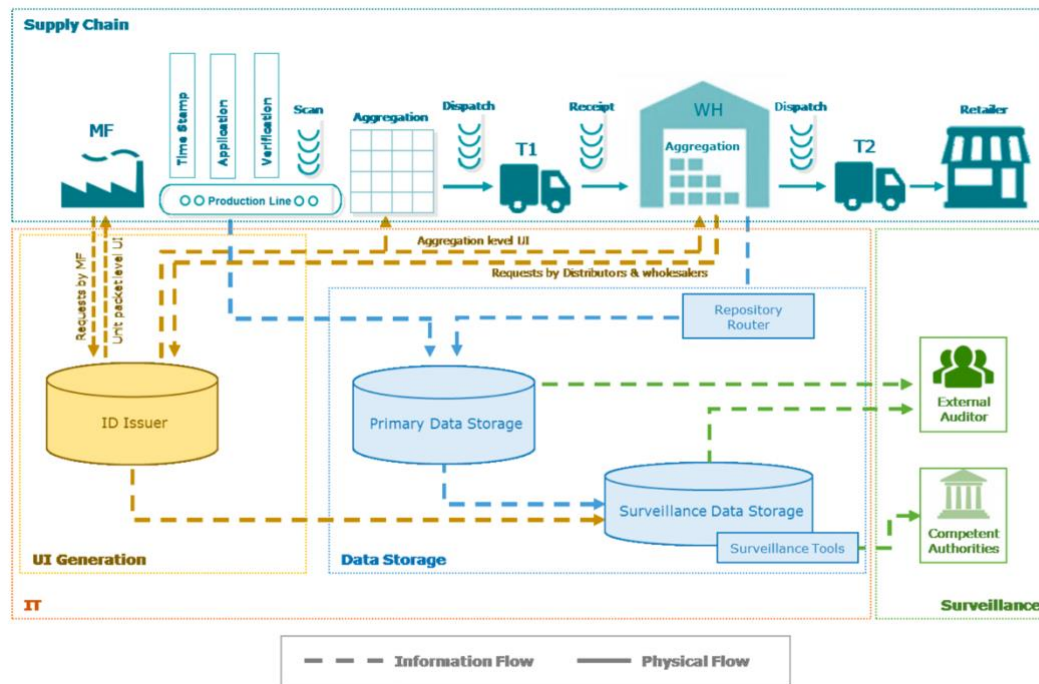 Supply Chain
Time Stamp
Application
Verification
Scan
Aggregation
Dispatch
Receipt
WH
Dispatch
Retailer
MF
T1
Aggregation
T2
Production Line
Requests by MF
Unit packet level UI
Aggregation level UI
Requests by Distributors & wholesalers
Repository
Router
ID Issuer
Primary Data Storage
External
Auditor
Surveillance Data Storage
Surveillance Tools
Competent
Authorities
UI Generation
Data Storage
IT
Surveillance
Information Flow
Physical Flow